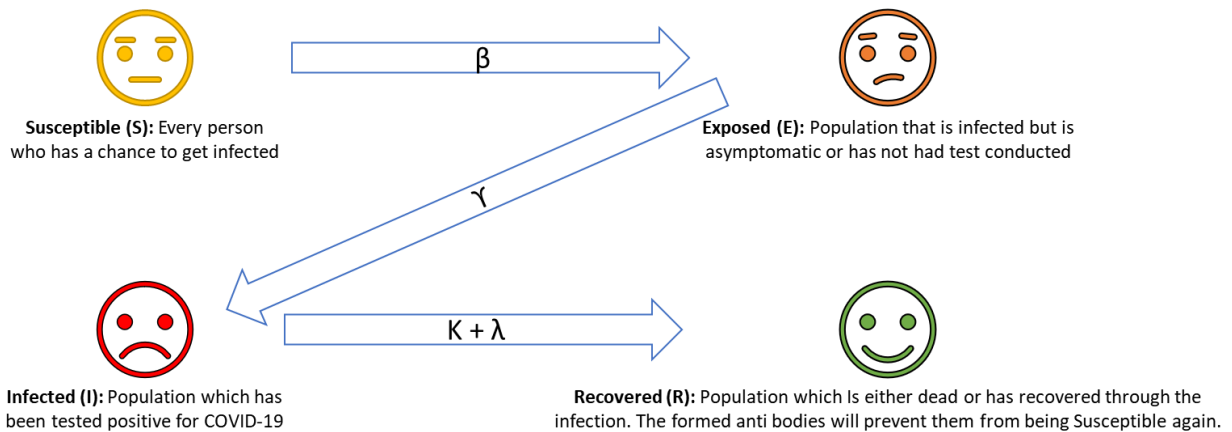 β
Susceptible (S): Every person
who has a chance to get infected
Exposed (E): Population that is infected but is
asymptomatic or has not had test conducted
γ
K + λ
Infected (I): Population which has
been tested positive for COVID-19
Recovered (R): Population which Is either dead or has recovered through the
infection. The formed anti bodies will prevent them from being Susceptible again.